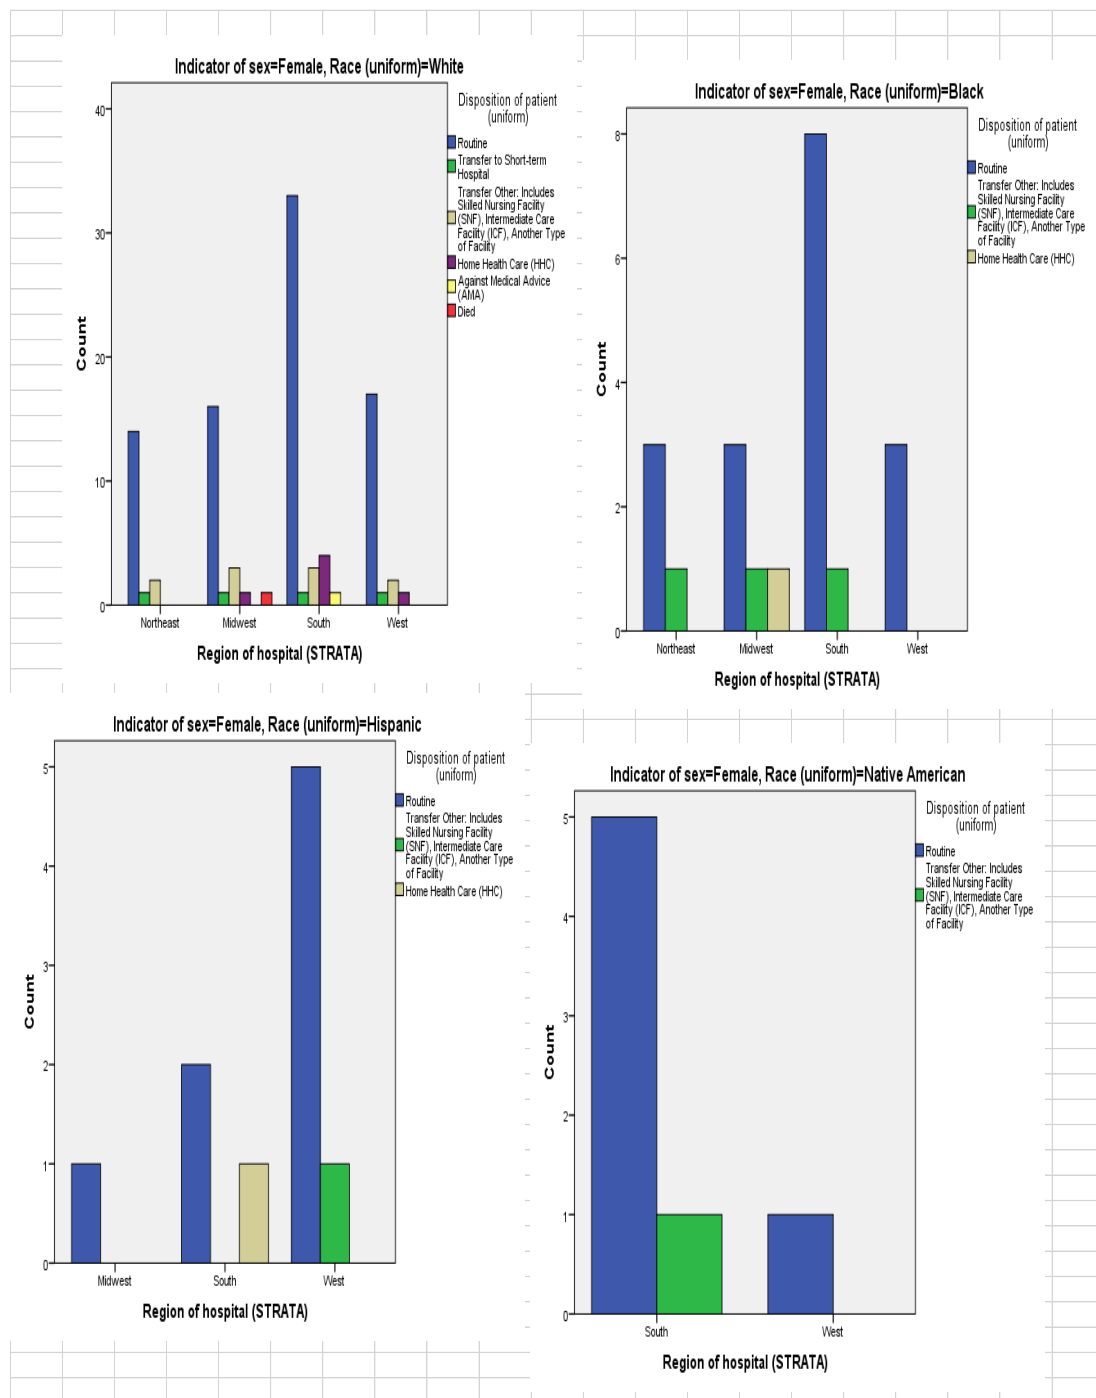 Indicator of sex=Female, Race (uniform)=White
40
30
20
10
0
Count
Northeast
Midwest
South
West
Region of hospital (STRATA)
Disposition of patient
(uniform)
Routine
Transfer to Short-term
Hospital
Transfer Other: Includes
Skilled Nursing Facility
(SNF), Intermediate Care
Facility (ICF), Another Type
of Facility
Home Health Care (HHC)
Against Medical Advice
(AMA)
Died
Indicator of sex=Female, Race (uniform)=Black
8
6
4
2
0
Count
Northeast
Midwest
South
West
Region of hospital (STRATA)
Disposition of patient
(uniform)
Routine
Transfer Other: Includes
Skilled Nursing Facility
(SNF), Intermediate Care
Facility (ICF), Another Type
of Facility
Home Health Care (HHC)
Indicator of sex=Female, Race (uniform)=Hispanic
5
4
3
2
1
0
Count
Midwest
South
West
Region of hospital (STRATA)
Disposition of patient
(uniform)
Routine
Transfer Other: Includes
Skilled Nursing Facility
(SNF), Intermediate Care
Facility (ICF), Another Type
of Facility
Home Health Care (HHC)
Indicator of sex=Female, Race (uniform)=Native American
5
4
3
2
1
0
Count
South
West
Region of hospital (STRATA)
Disposition of patient
(uniform)
Routine
Transfer Other: Includes
Skilled Nursing Facility
(SNF), Intermediate Care
Facility (ICF), Another Type
of Facility